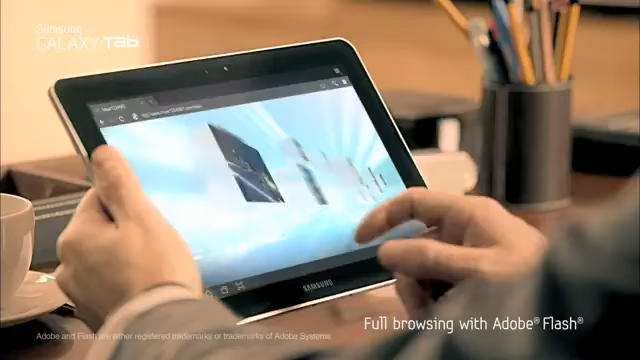 Samsung
GALAXY Tab
SAMSUNG
Full browsing with Adobe® Flash®
Adobe and Flash are either registered trademarks or trademarks of Adobe Systems.